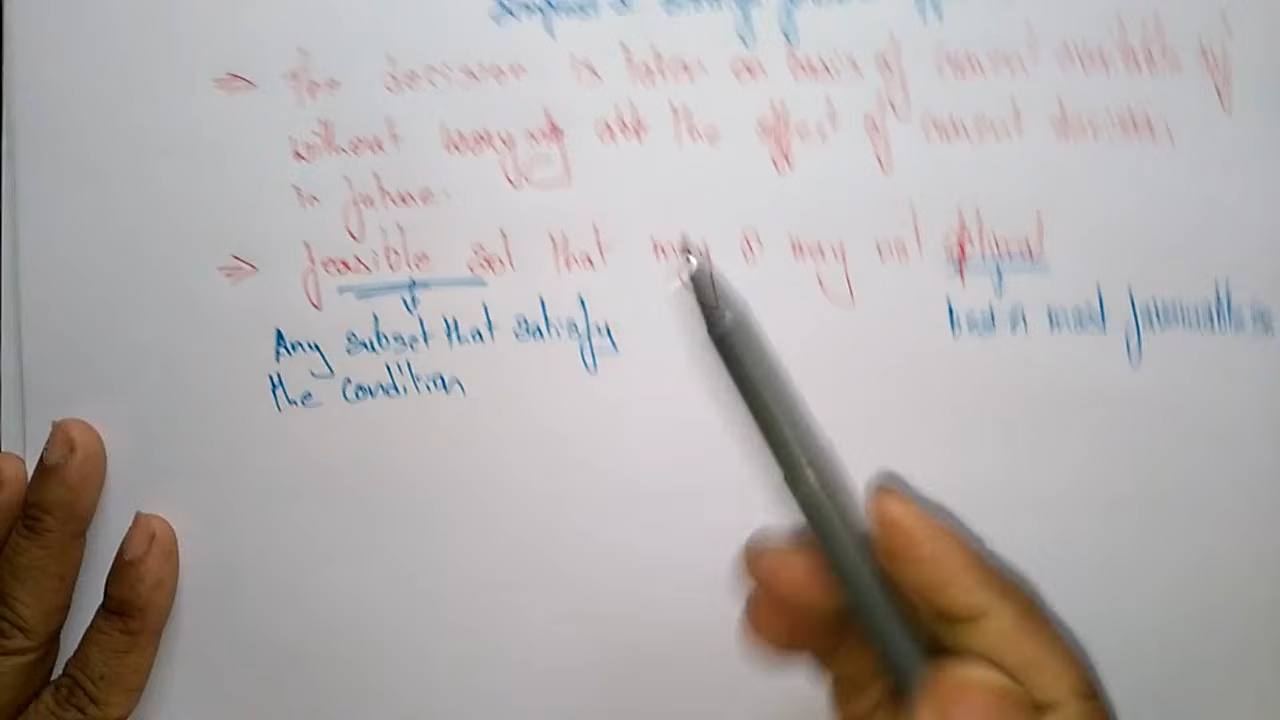 ⇒ The decision is taken on basis of current available
without worrying abt the effect of current decision
in future.
⇒ feasible sol that may or may not optimal
Any subset that satisfy
the condition
best or most favourable